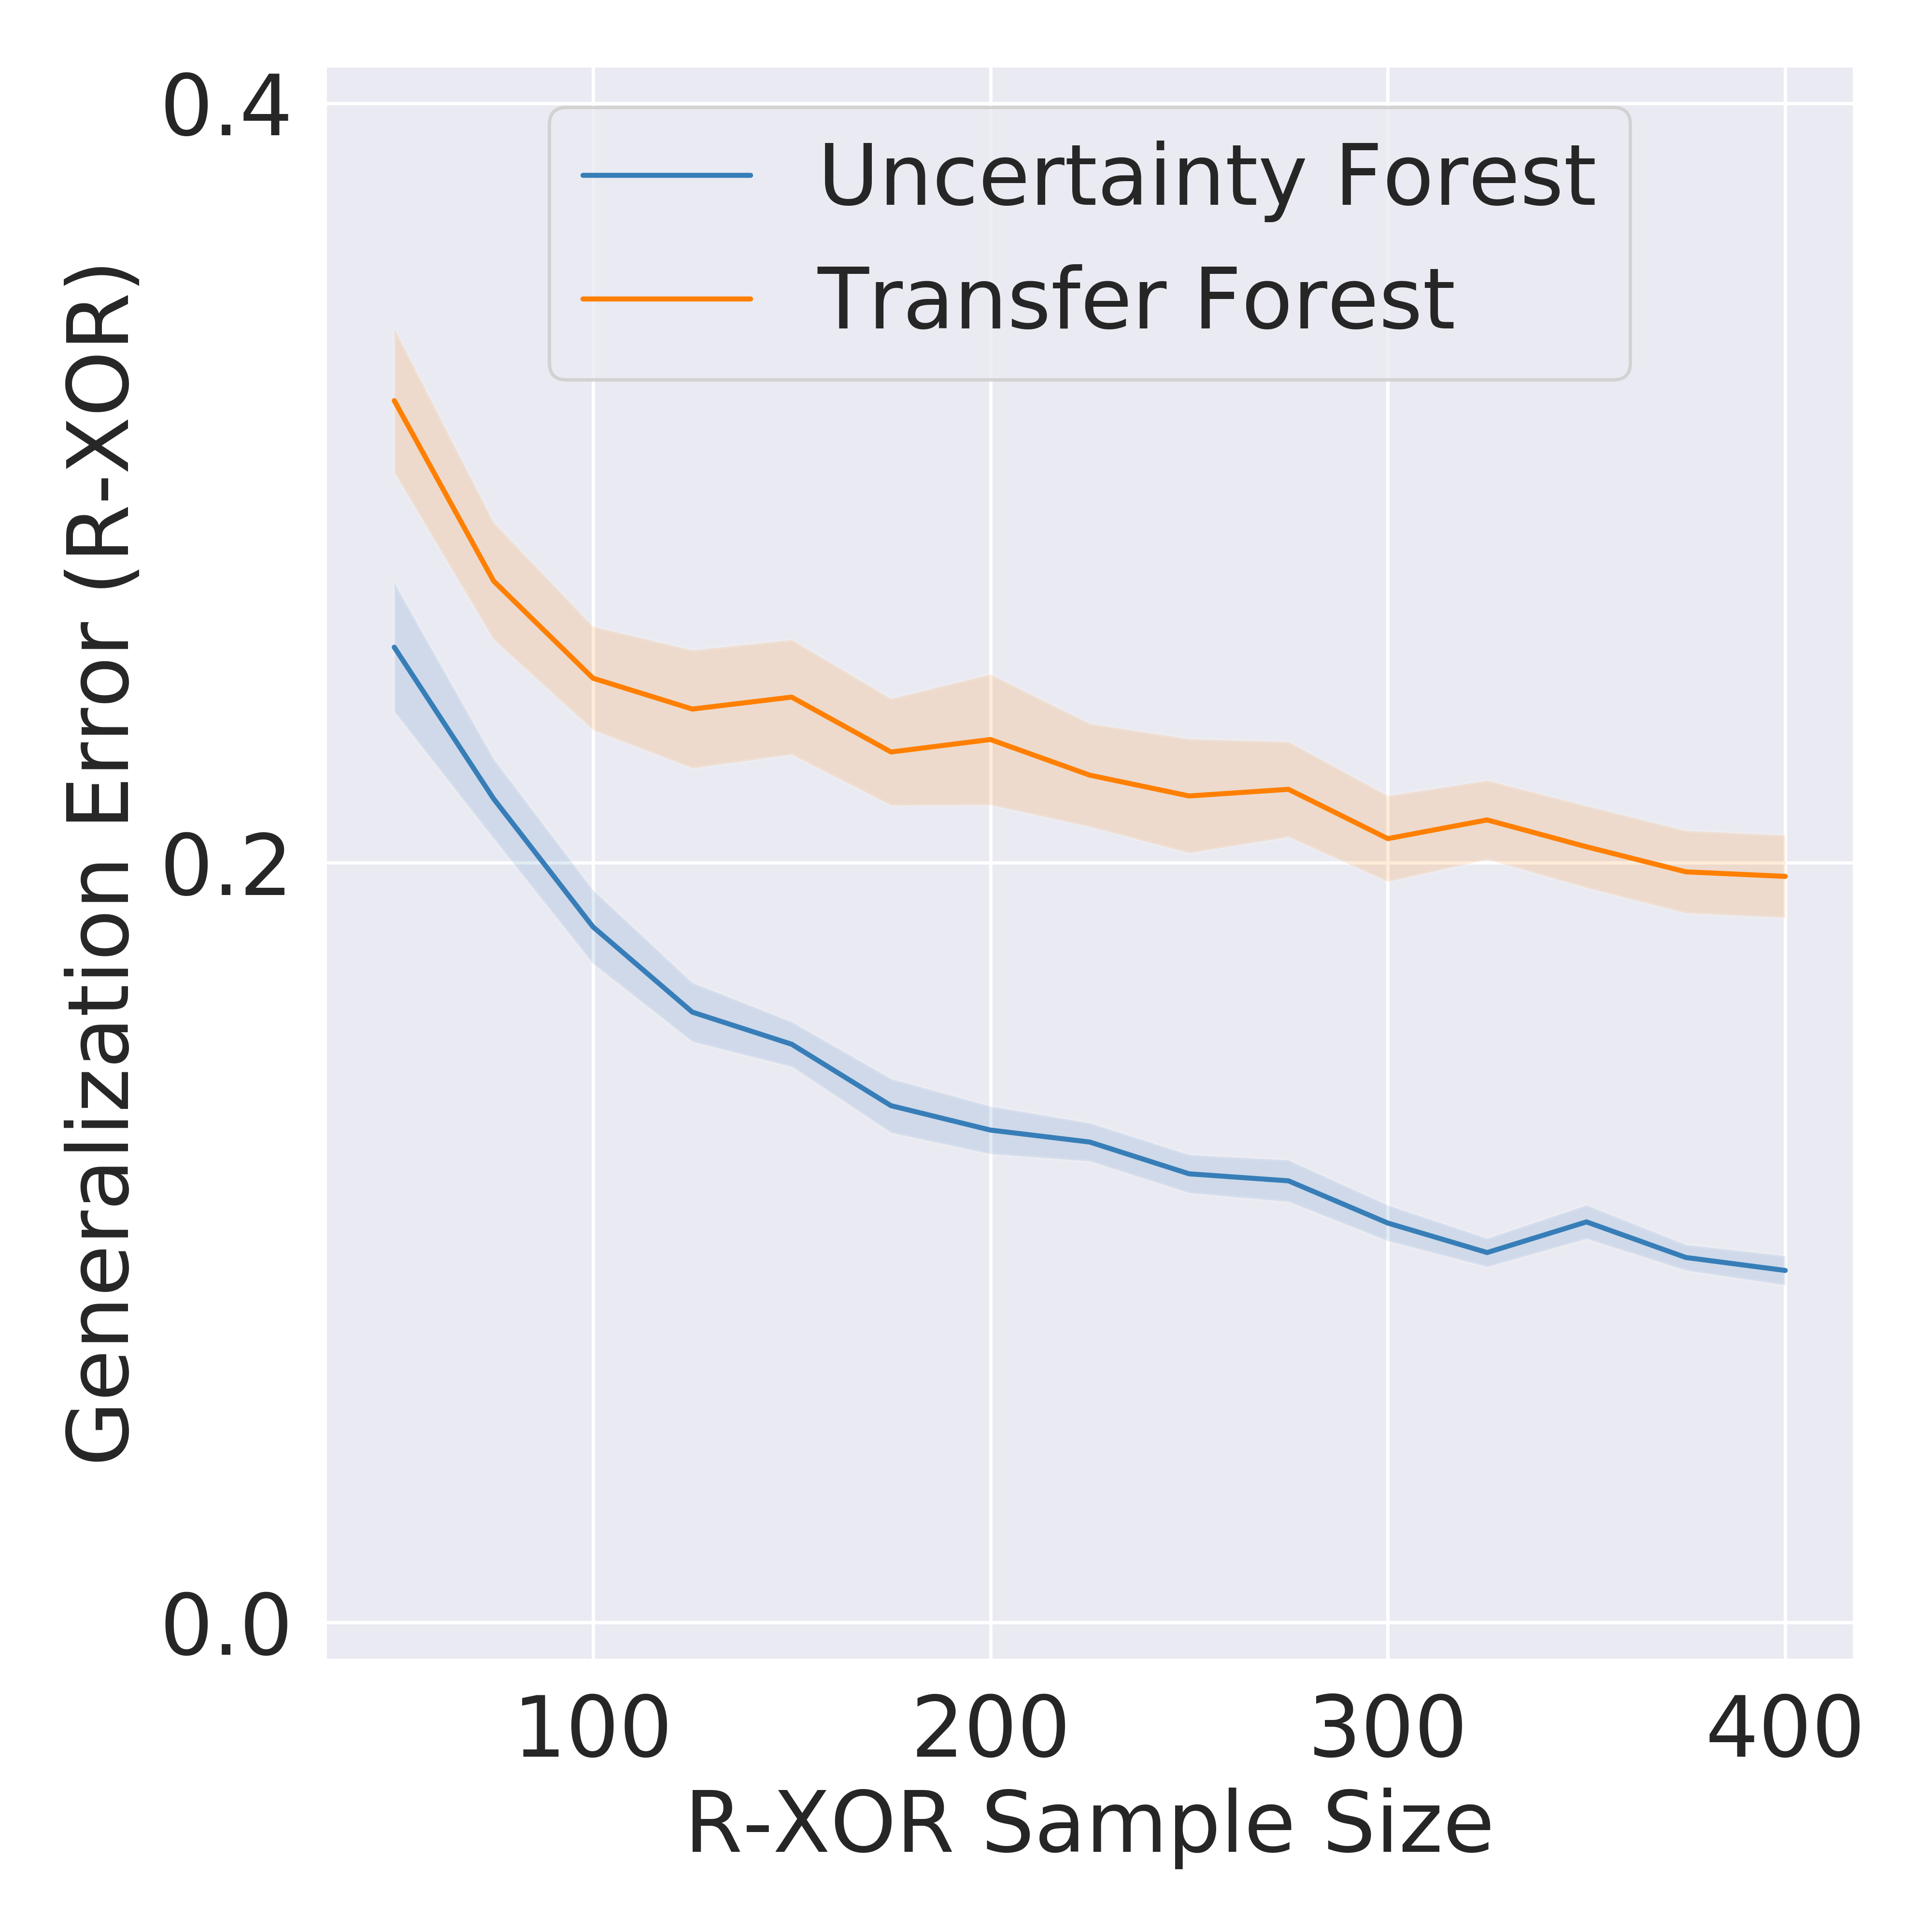 Uncertainty Forest
Transfer Forest
Generalization Error (R-XOR)
0.4
0.2
0.0
100 200 300 400
R-XOR Sample Size